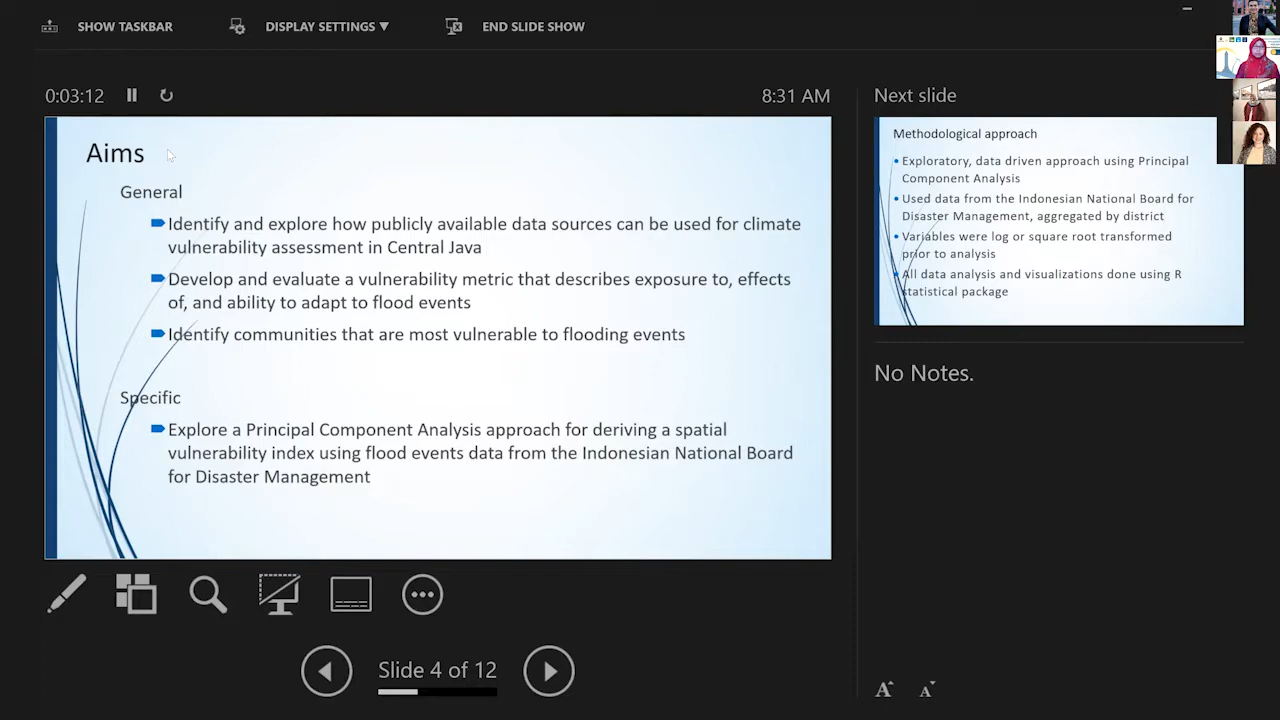 SHOW TASKBAR
DISPLAY SETTINGS ▼
END SLIDE SHOW
0:03:12
8:31 AM
Aims
General
Identify and explore how publicly available data sources can be used for climate
vulnerability assessment in Central Java
Develop and evaluate a vulnerability metric that describes exposure to, effects
of, and ability to adapt to flood events
Identify communities that are most vulnerable to flooding events
Specific
Explore a Principal Component Analysis approach for deriving a spatial
vulnerability index using flood events data from the Indonesian National Board
for Disaster Management
Slide 4 of 12
Next slide
Methodological approach
• Exploratory, data driven approach using Principal
Component Analysis
• Used data from the Indonesian National Board for
Disaster Management, aggregated by district
• Variables were log or square root transformed
prior to analysis
• All data analysis and visualizations done using R
statistical package
No Notes.
A A